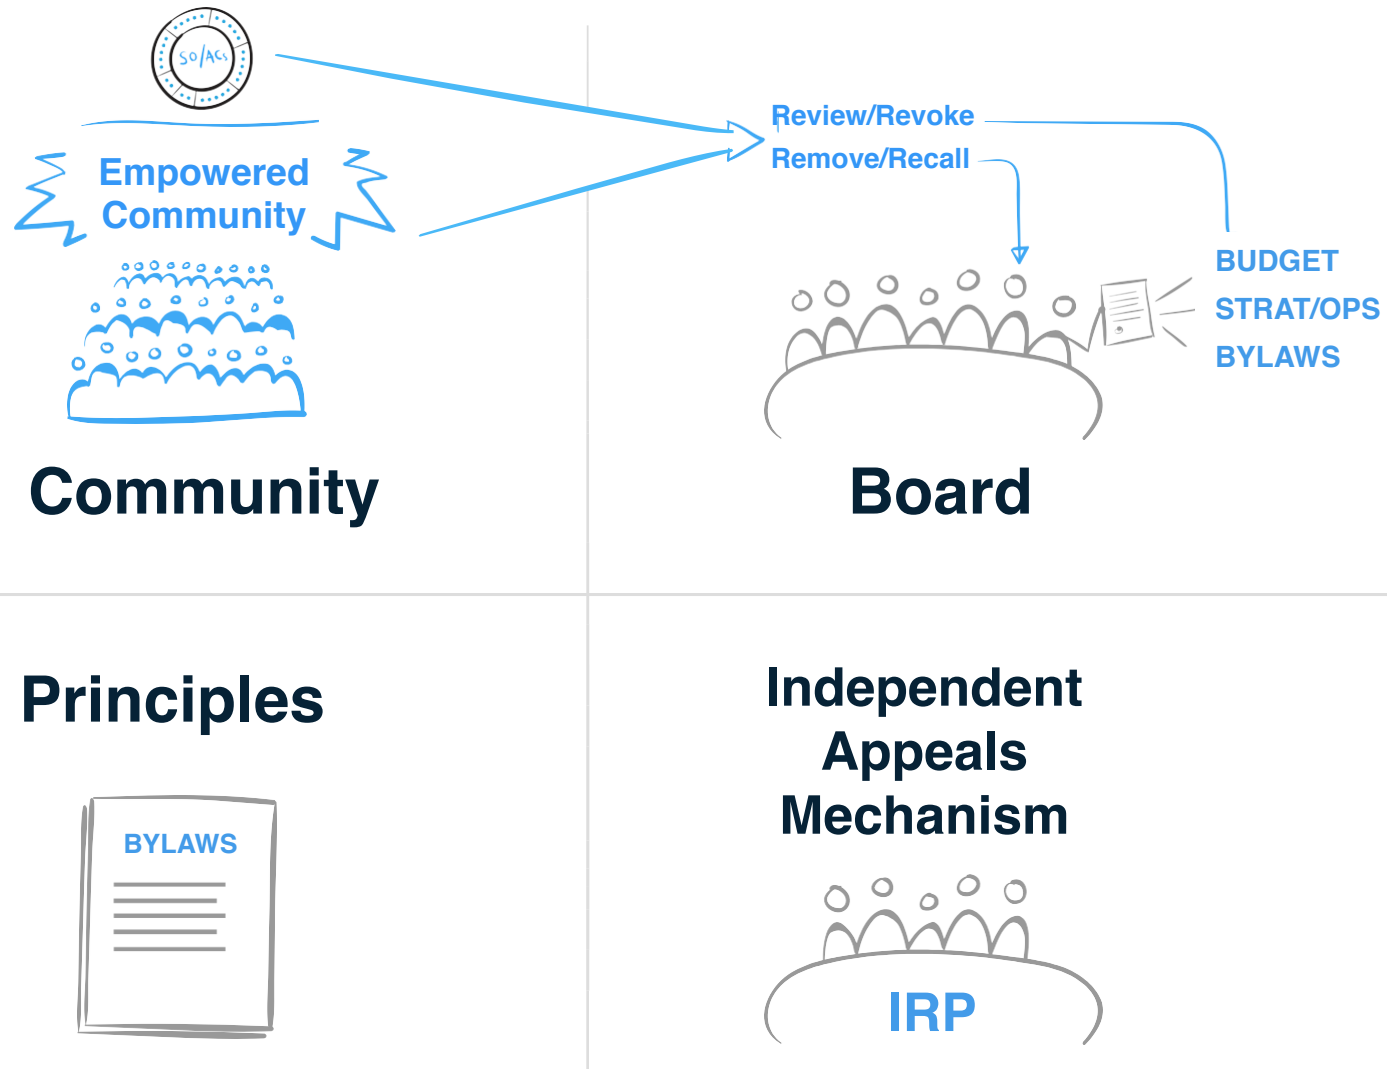 SO/ACs
Empowered
Community
Review/Revoke
Remove/Recall
BUDGET
STRAT/OPS
BYLAWS
Community
Board
Principles
BYLAWS
Independent
Appeals
Mechanism
IRP